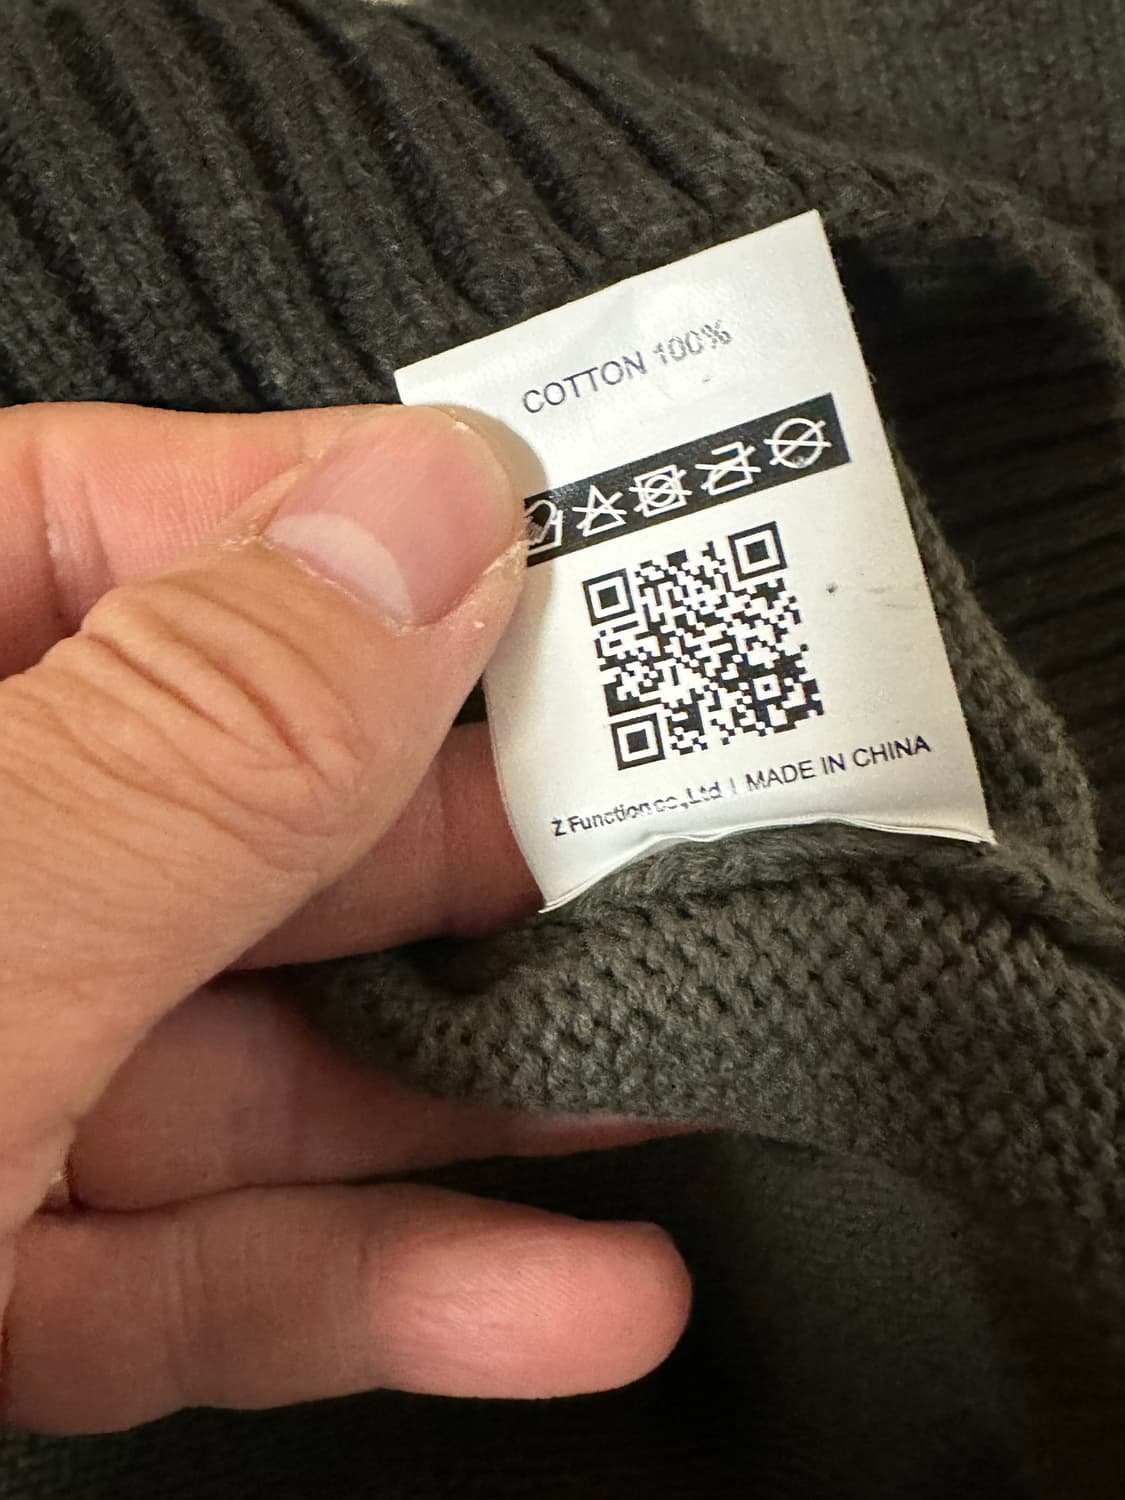 COTTON 100%
Z Function co.,Ltd | MADE IN CHINA